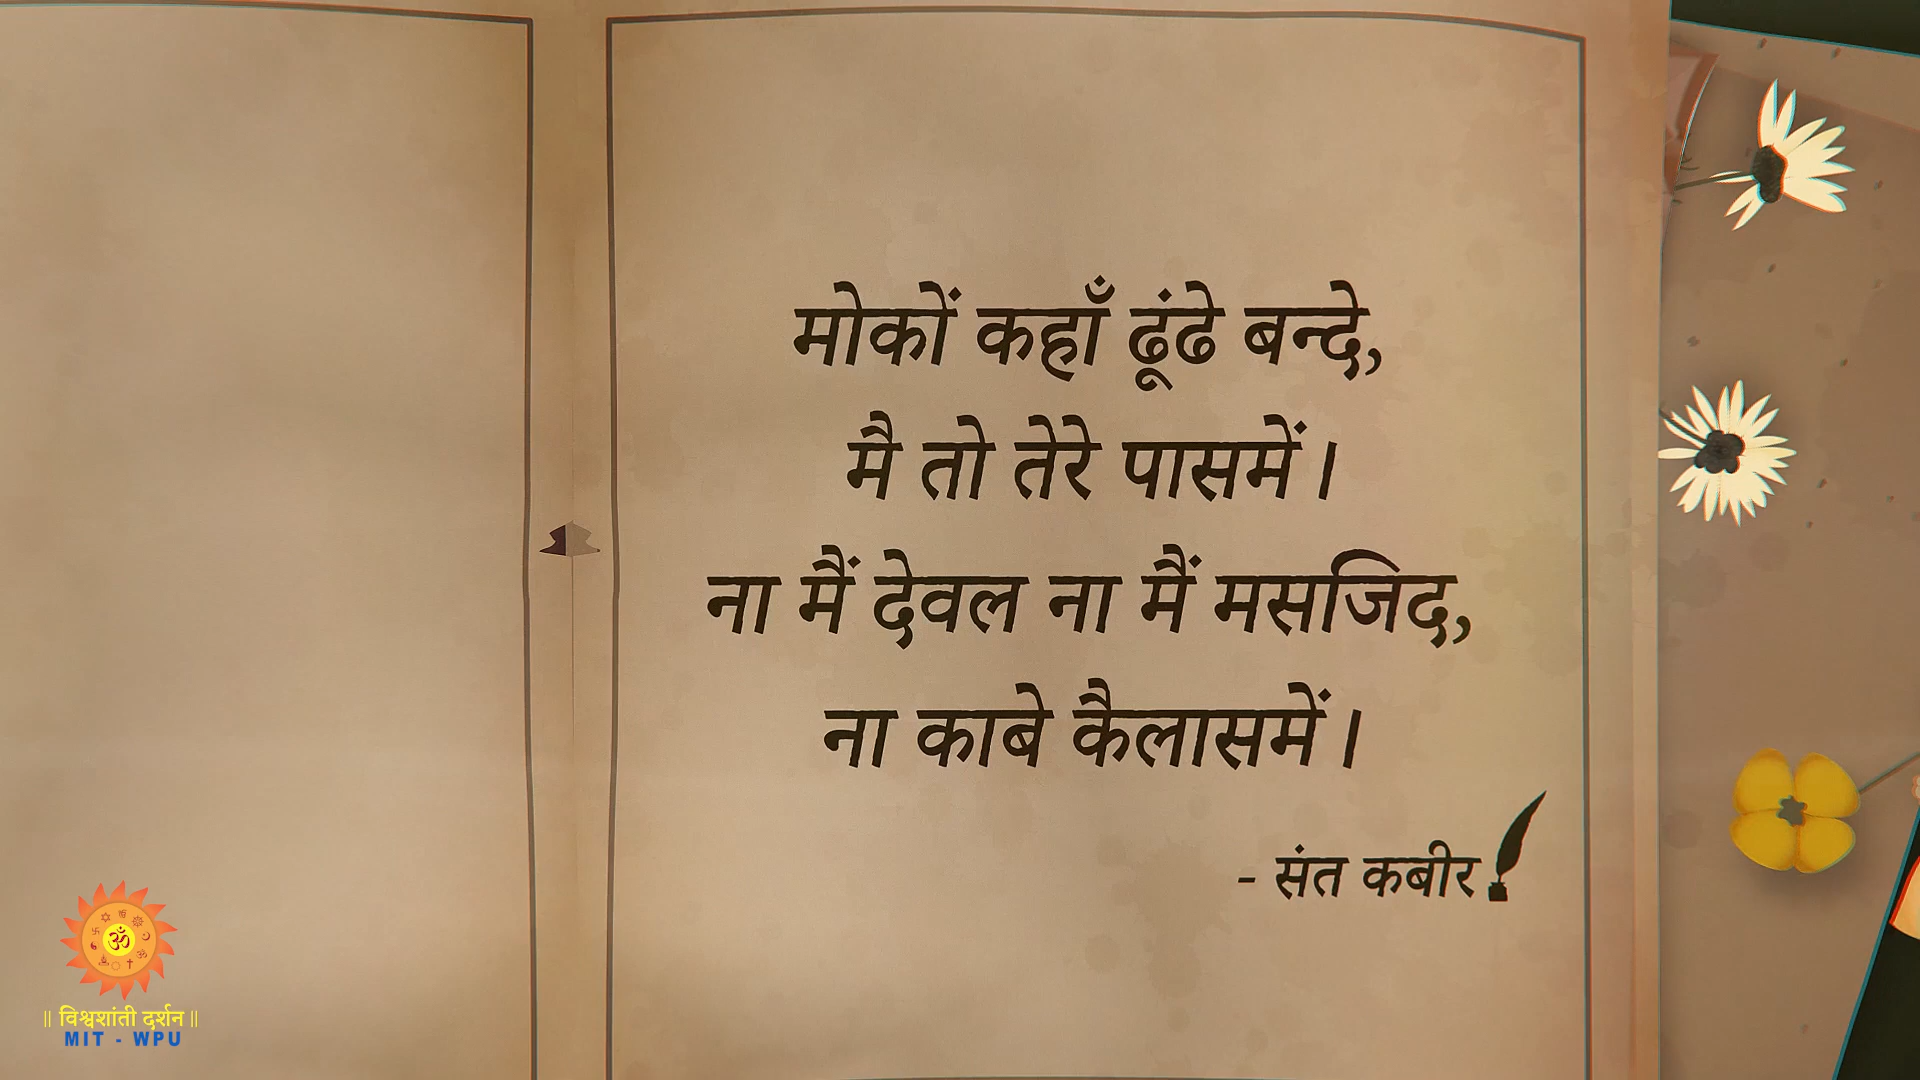 मोकों कहाँ ढूंढे बन्दे,
मै तो तेरे पासमें।
ना मैं देवल ना मैं मसजिद,
ना काबे कैलासमें।
- संत कबीर
॥ विश्वशांती दर्शन ॥
MIT - WPU